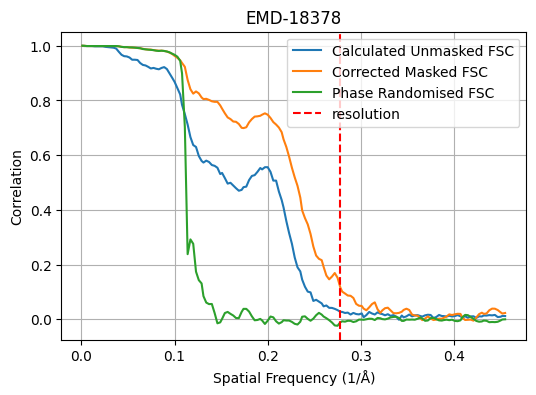 EMD-18378
Calculated Unmasked FSC
Corrected Masked FSC
Phase Randomised FSC
resolution
Correlation
1.0
0.8
0.6
0.4
0.2
0.0
0.0 0.1 0.2 0.3 0.4
Spatial Frequency (1/Å)